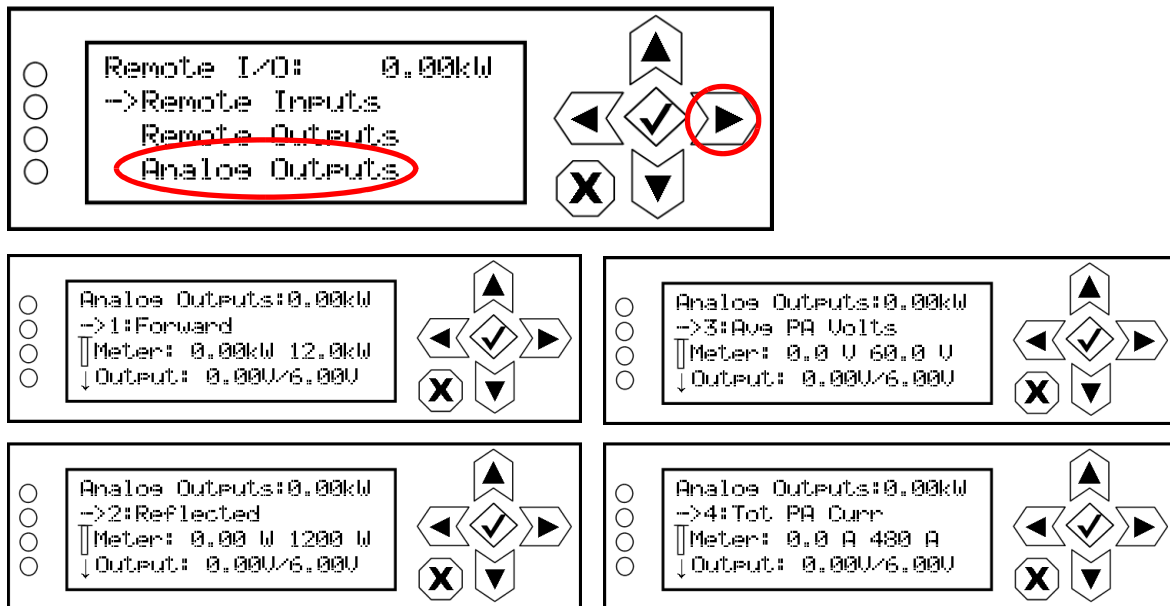 Remote I/O: 0.00kW
->Remote Inputs
Remote Outputs
Analog Outputs
X
Analog Outputs:0.00kW
->1:Forward
Meter: 0.00kW 12.0kW
↓Output: 0.00V/6.00V
X
Analog Outputs:0.00kW
->3:Ave PA Volts
Meter: 0.0 V 60.0 V
↓Output: 0.00V/6.00V
X
Analog Outputs:0.00kW
->2:Reflected
Meter: 0.00 W 1200 W
↓Output: 0.00V/6.00V
X
Analog Outputs:0.00kW
->4:Tot PA Curr
Meter: 0.0 A 480 A
↓Output: 0.00V/6.00V
X